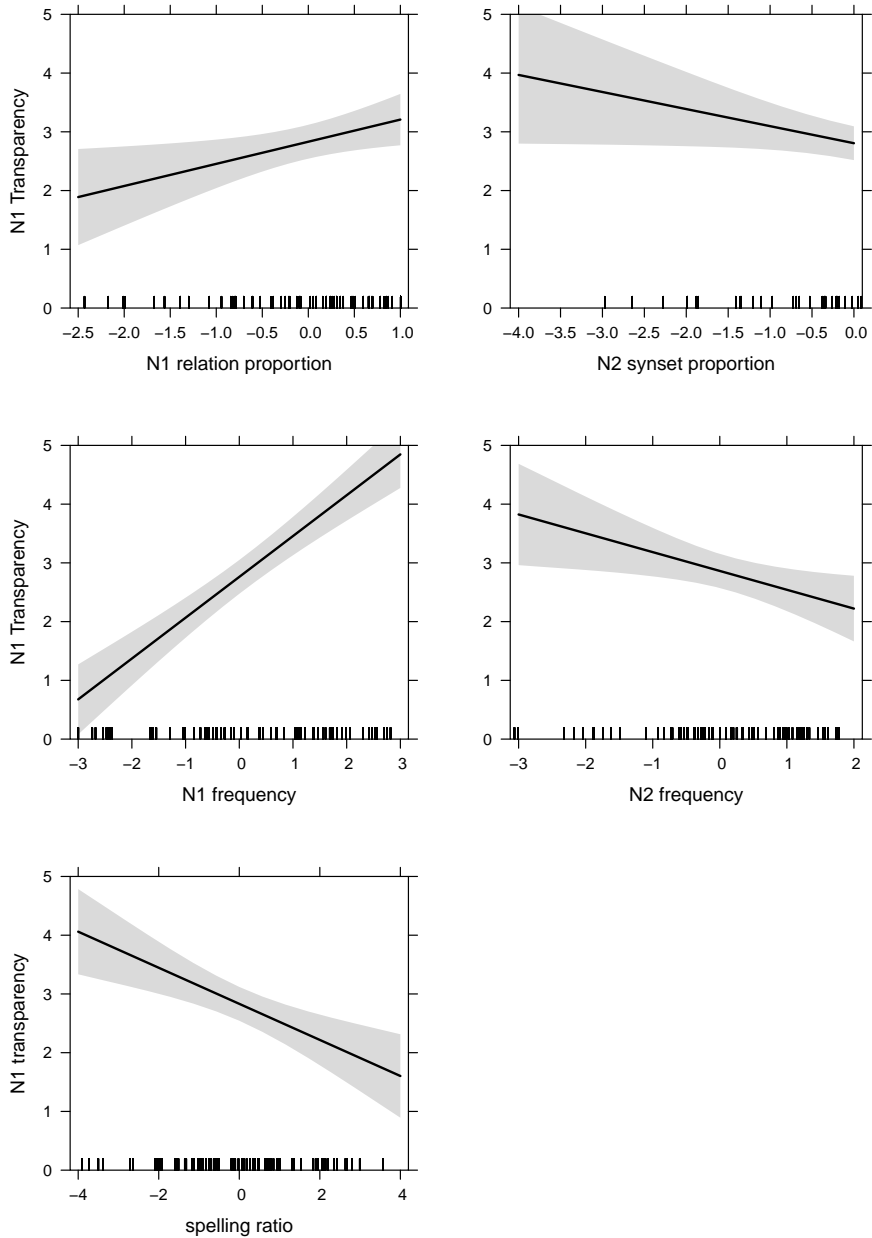 5
4
3
2
1
0
N1 Transparency
−2.5 −2.0 −1.5 −1.0 −0.5 0.0 0.5 1.0
N1 relation proportion
5
4
3
2
1
0
−4.0 −3.5 −3.0 −2.5 −2.0 −1.5 −1.0 −0.5 0.0
N2 synset proportion
5
4
3
2
1
0
N1 Transparency
−3 −2 −1 0 1 2 3
N1 frequency
5
4
3
2
1
0
−3 −2 −1 0 1 2
N2 frequency
5
4
3
2
1
0
N1 transparency
−4 −2 0 2 4
spelling ratio